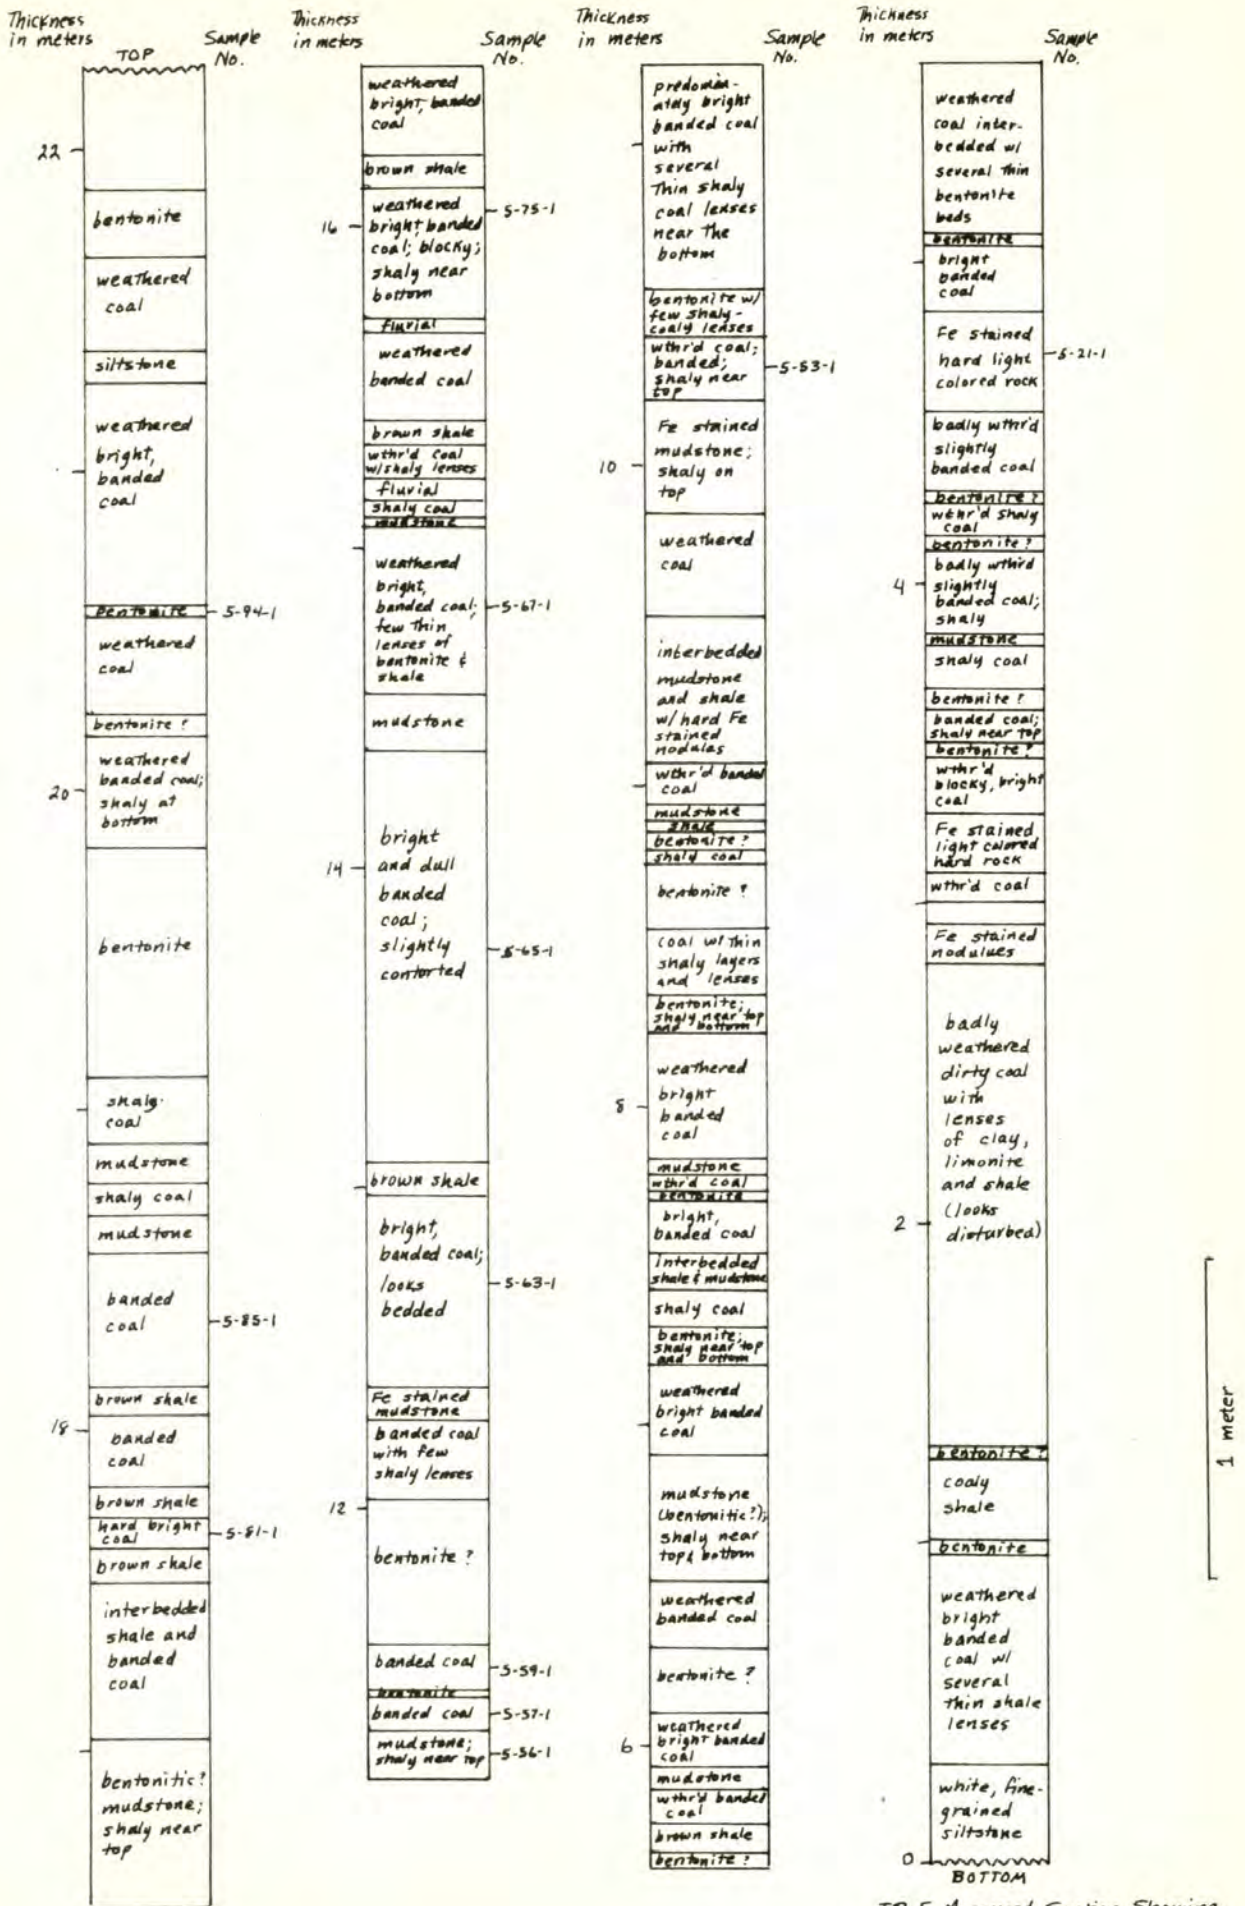 Thickness
in meters
TOP
Sample
No.
22
bentonite
weathered
coal
siltstone
weathered
bright,
banded
coal
bentonite
5-94-1
weathered
coal
bentonite ?
20
weathered
banded coal;
shaly at
bottom
bentonite
shaly
coal
mudstone
shaly coal
mudstone
banded
coal
5-85-1
brown shale
18
banded
coal
brown shale
hard bright
coal
5-81-1
brown shale
interbedded
shale and
banded
coal
bentonitic?
mudstone;
shaly near
top
Thickness
in meters
Sample
No.
weathered
bright, banded
coal
brown shale
16
weathered
bright, banded
coal; blocky;
shaly near
bottom
5-75-1
fluvial
weathered
banded coal
brown shale
wthr'd coal
w/shaly lenses
fluvial
shaly coal
mudstone
weathered
bright,
banded coal;
few thin
lenses of
bentonite &
shale
5-67-1
mudstone
14
bright
and dull
banded
coal;
slightly
contorted
5-65-1
brown shale
bright,
banded coal;
looks
bedded
5-63-1
Fe stained
mudstone
banded coal
with few
shaly lenses
12
bentonite ?
banded coal
5-59-1
bentonite
banded coal
5-57-1
mudstone;
shaly near top
5-56-1
Thickness
in meters
Sample
No.
predomin-
ately bright
banded coal
with
several
thin shaly
coal lenses
near the
bottom
bentonite w/
few shaly-
coaly lenses
wthr'd coal;
banded;
shaly near
top
5-53-1
10
Fe stained
mudstone;
shaly on
top
weathered
coal
interbedded
mudstone
and shale
w/hard Fe
stained
nodules
wthr'd banded
coal
mudstone
shale
bentonite ?
shaly coal
bentonite ?
coal w/thin
shaly layers
and lenses
bentonite;
shaly near top
and bottom
8
weathered
bright
banded
coal
mudstone
wthr'd coal
bentonite
bright,
banded coal
interbedded
shale & mudstone
shaly coal
bentonite;
shaly near top
and bottom
weathered
bright banded
coal
mudstone
(bentonitic?);
shaly near
top & bottom
weathered
banded coal
bentonite ?
6
weathered
bright banded
coal
mudstone
wthr'd banded
coal
brown shale
bentonite ?
Thickness
in meters
Sample
No.
weathered
coal inter-
bedded w/
several thin
bentonite
beds
bentonite
bright
banded
coal
Fe stained
hard light
colored rock
5-21-1
badly wthr'd
slightly
banded coal
bentonite ?
wthr'd shaly
coal
bentonite ?
4
badly wthr'd
slightly
banded coal;
shaly
mudstone
shaly coal
bentonite ?
banded coal;
shaly near top
bentonite ?
wthr'd
blocky, bright
coal
Fe stained
light colored
hard rock
wthr'd coal
Fe stained
nodulues
2
badly
weathered
dirty coal
with
lenses
of clay,
limonite
and shale
(looks
disturbed)
bentonite ?
coaly
shale
bentonite
weathered
bright
banded
coal w/
several
thin shale
lenses
white, fine-
grained
siltstone
0
BOTTOM
1 meter